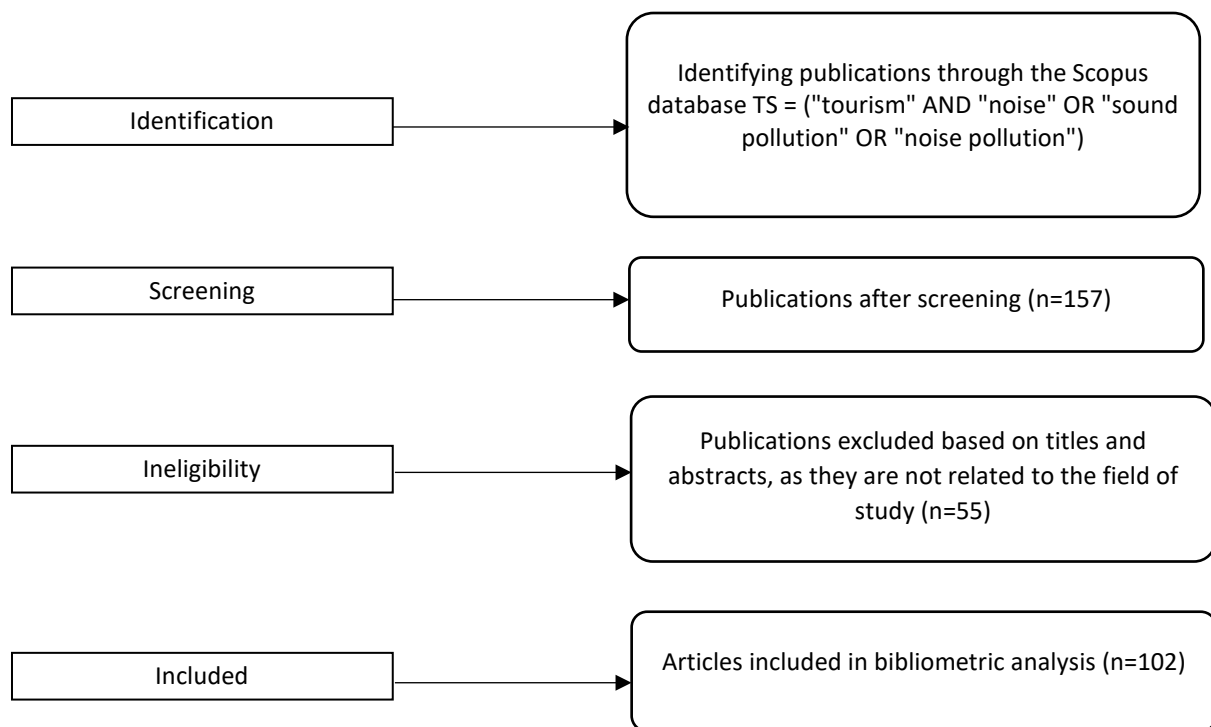 Identification
Identifying publications through the Scopus
database TS = ("tourism" AND "noise" OR "sound
pollution" OR "noise pollution")
Screening
Publications after screening (n=157)
Ineligibility
Publications excluded based on titles and
abstracts, as they are not related to the field of
study (n=55)
Included
Articles included in bibliometric analysis (n=102)